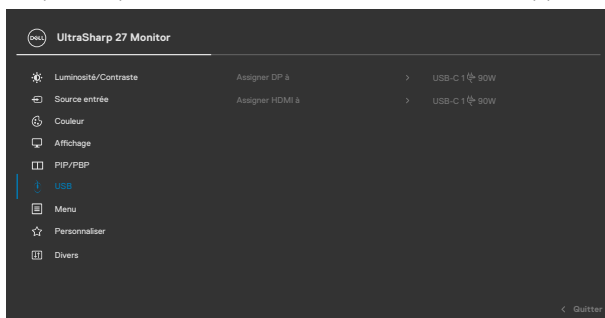 DELL UltraSharp 27 Monitor
Luminosité/Contraste Assigner DP à > USB-C 1 90W
Source entrée Assigner HDMI à > USB-C 1 90W
Couleur
Affichage
PIP/PBP
USB
Menu
Personnaliser
Divers
< Quitter